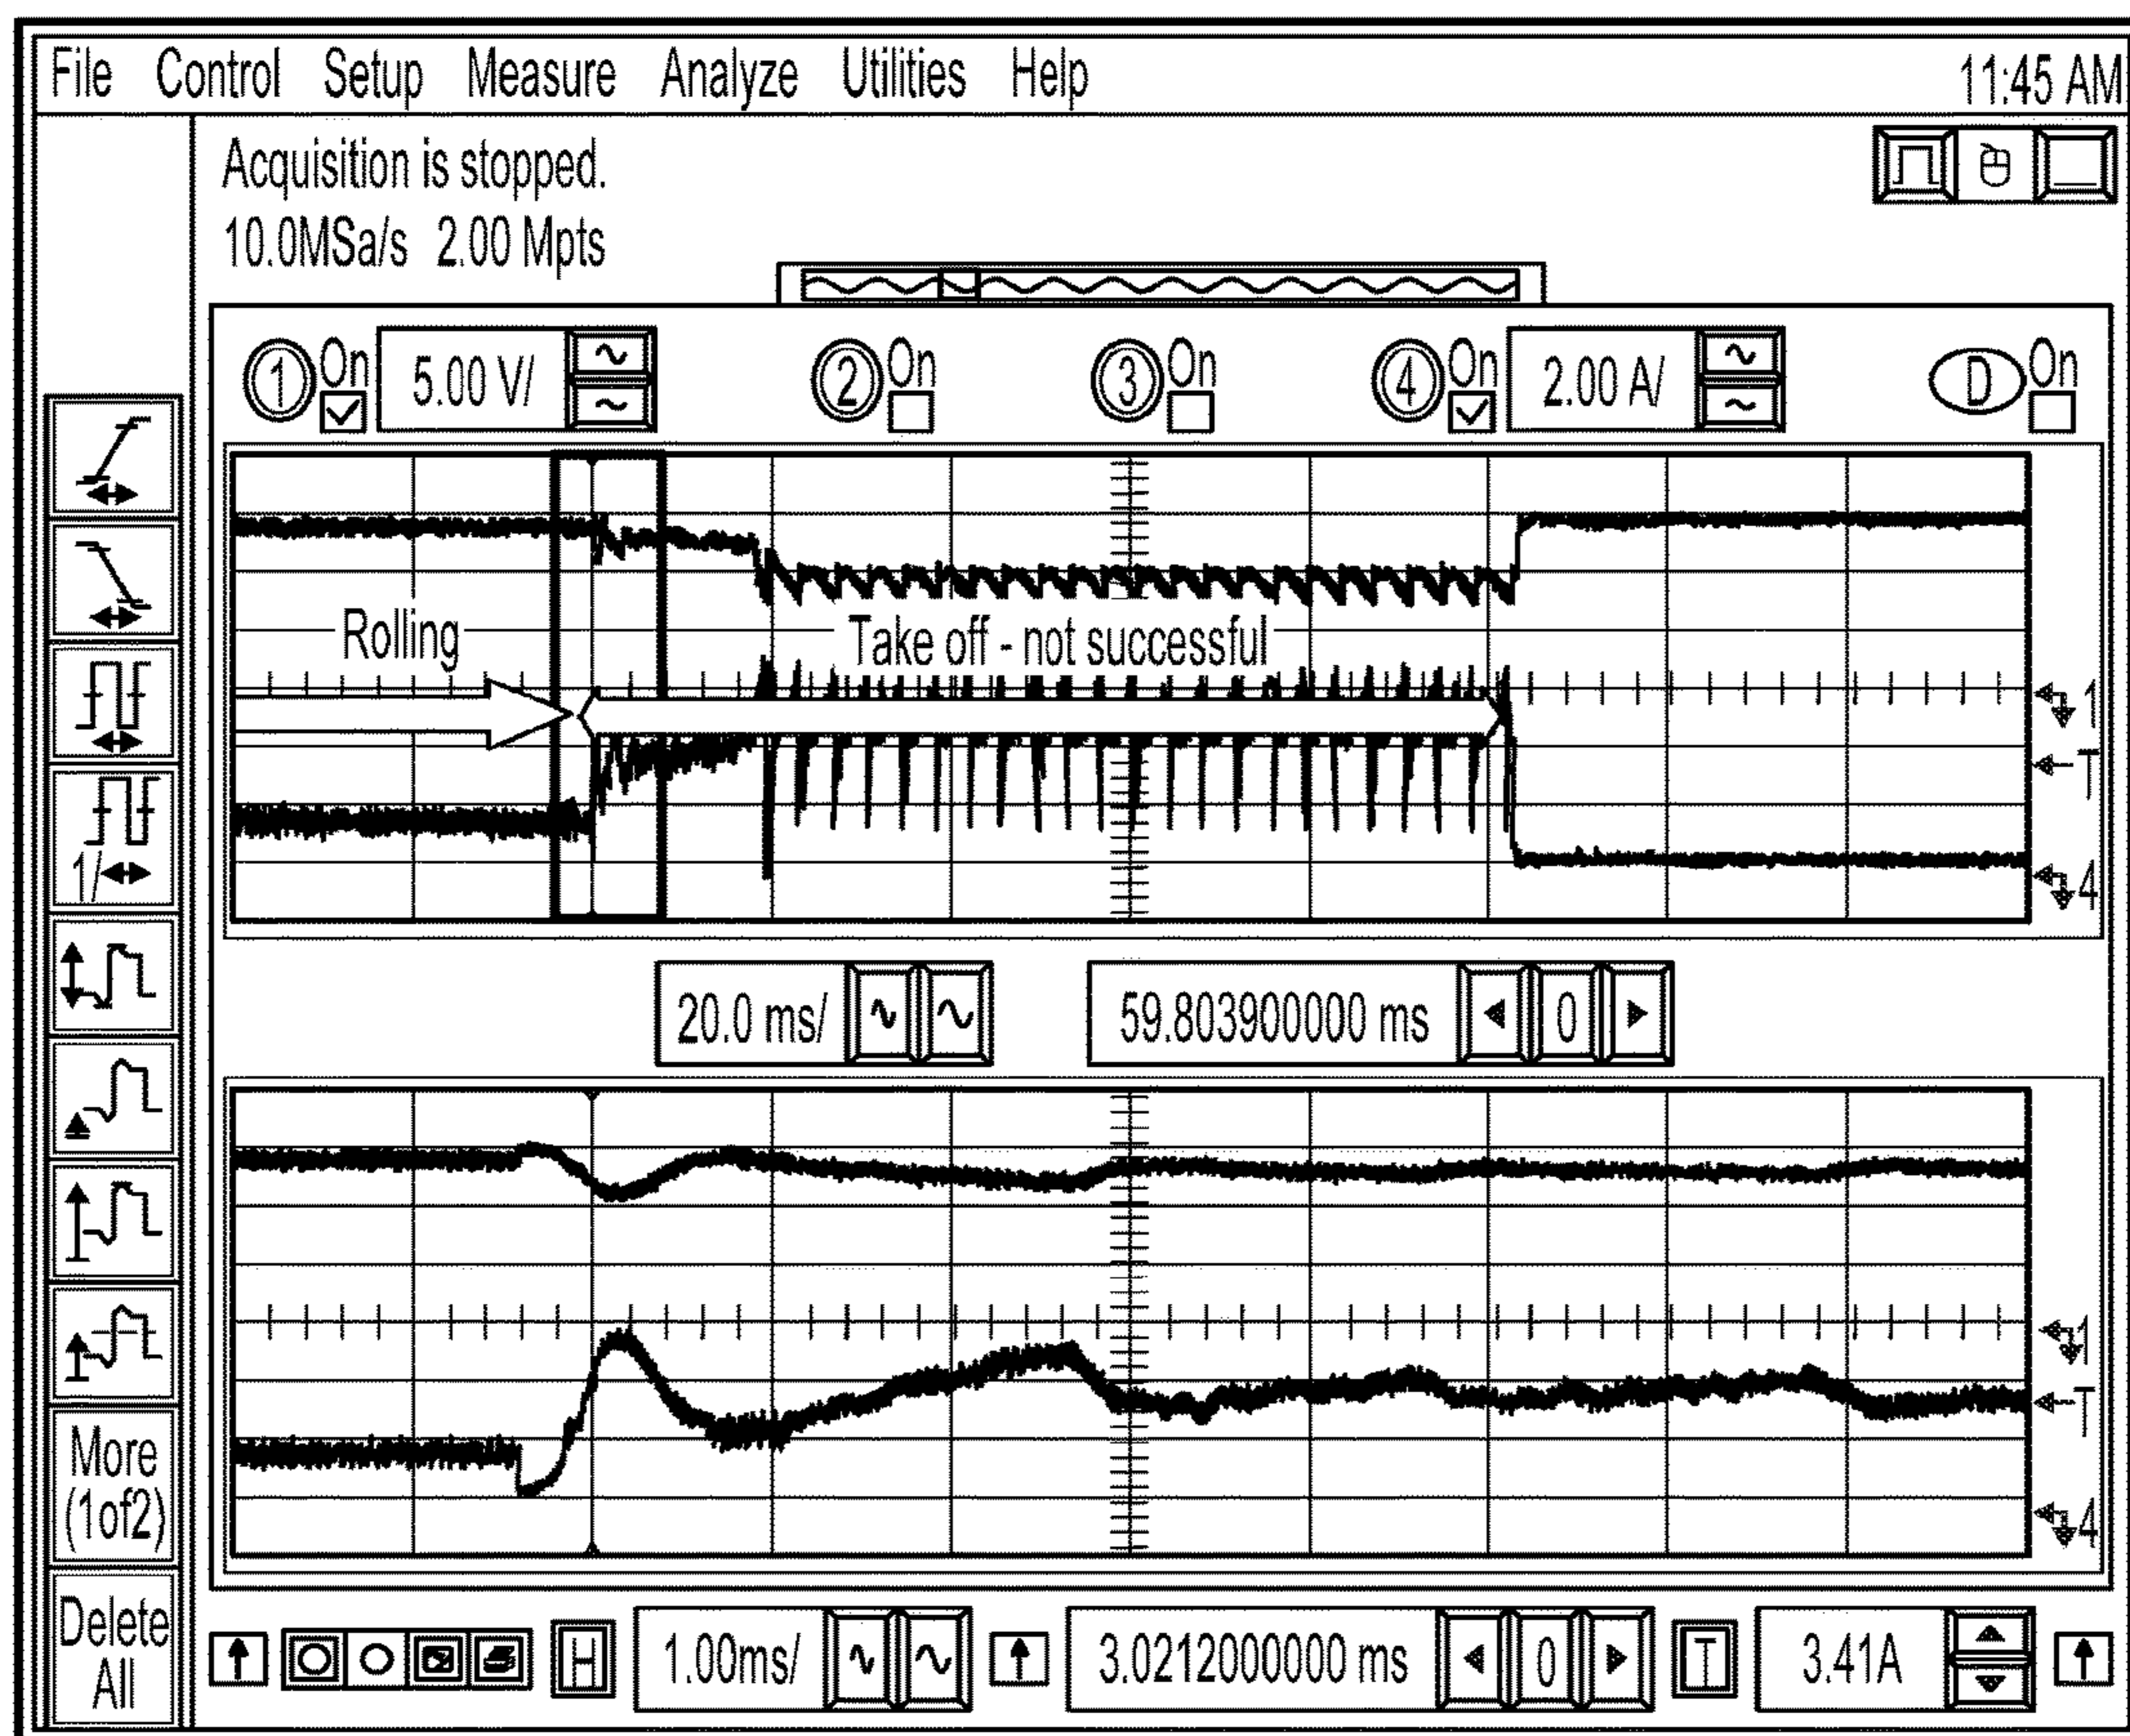 File Control Setup Measure Analyze Utilities Help 11:45 AM
Acquisition is stopped.
10.0MSa/s 2.00 Mpts
1 On 5.00 V/ 2 On 3 On 4 On 2.00 A/ D On
Rolling
Take off - not successful
1
T
4
1/
20.0 ms/ 59.803900000 ms 0
1
T
4
More
(1of2)
Delete
All
H 1.00ms/ 3.0212000000 ms 0 T 3.41A